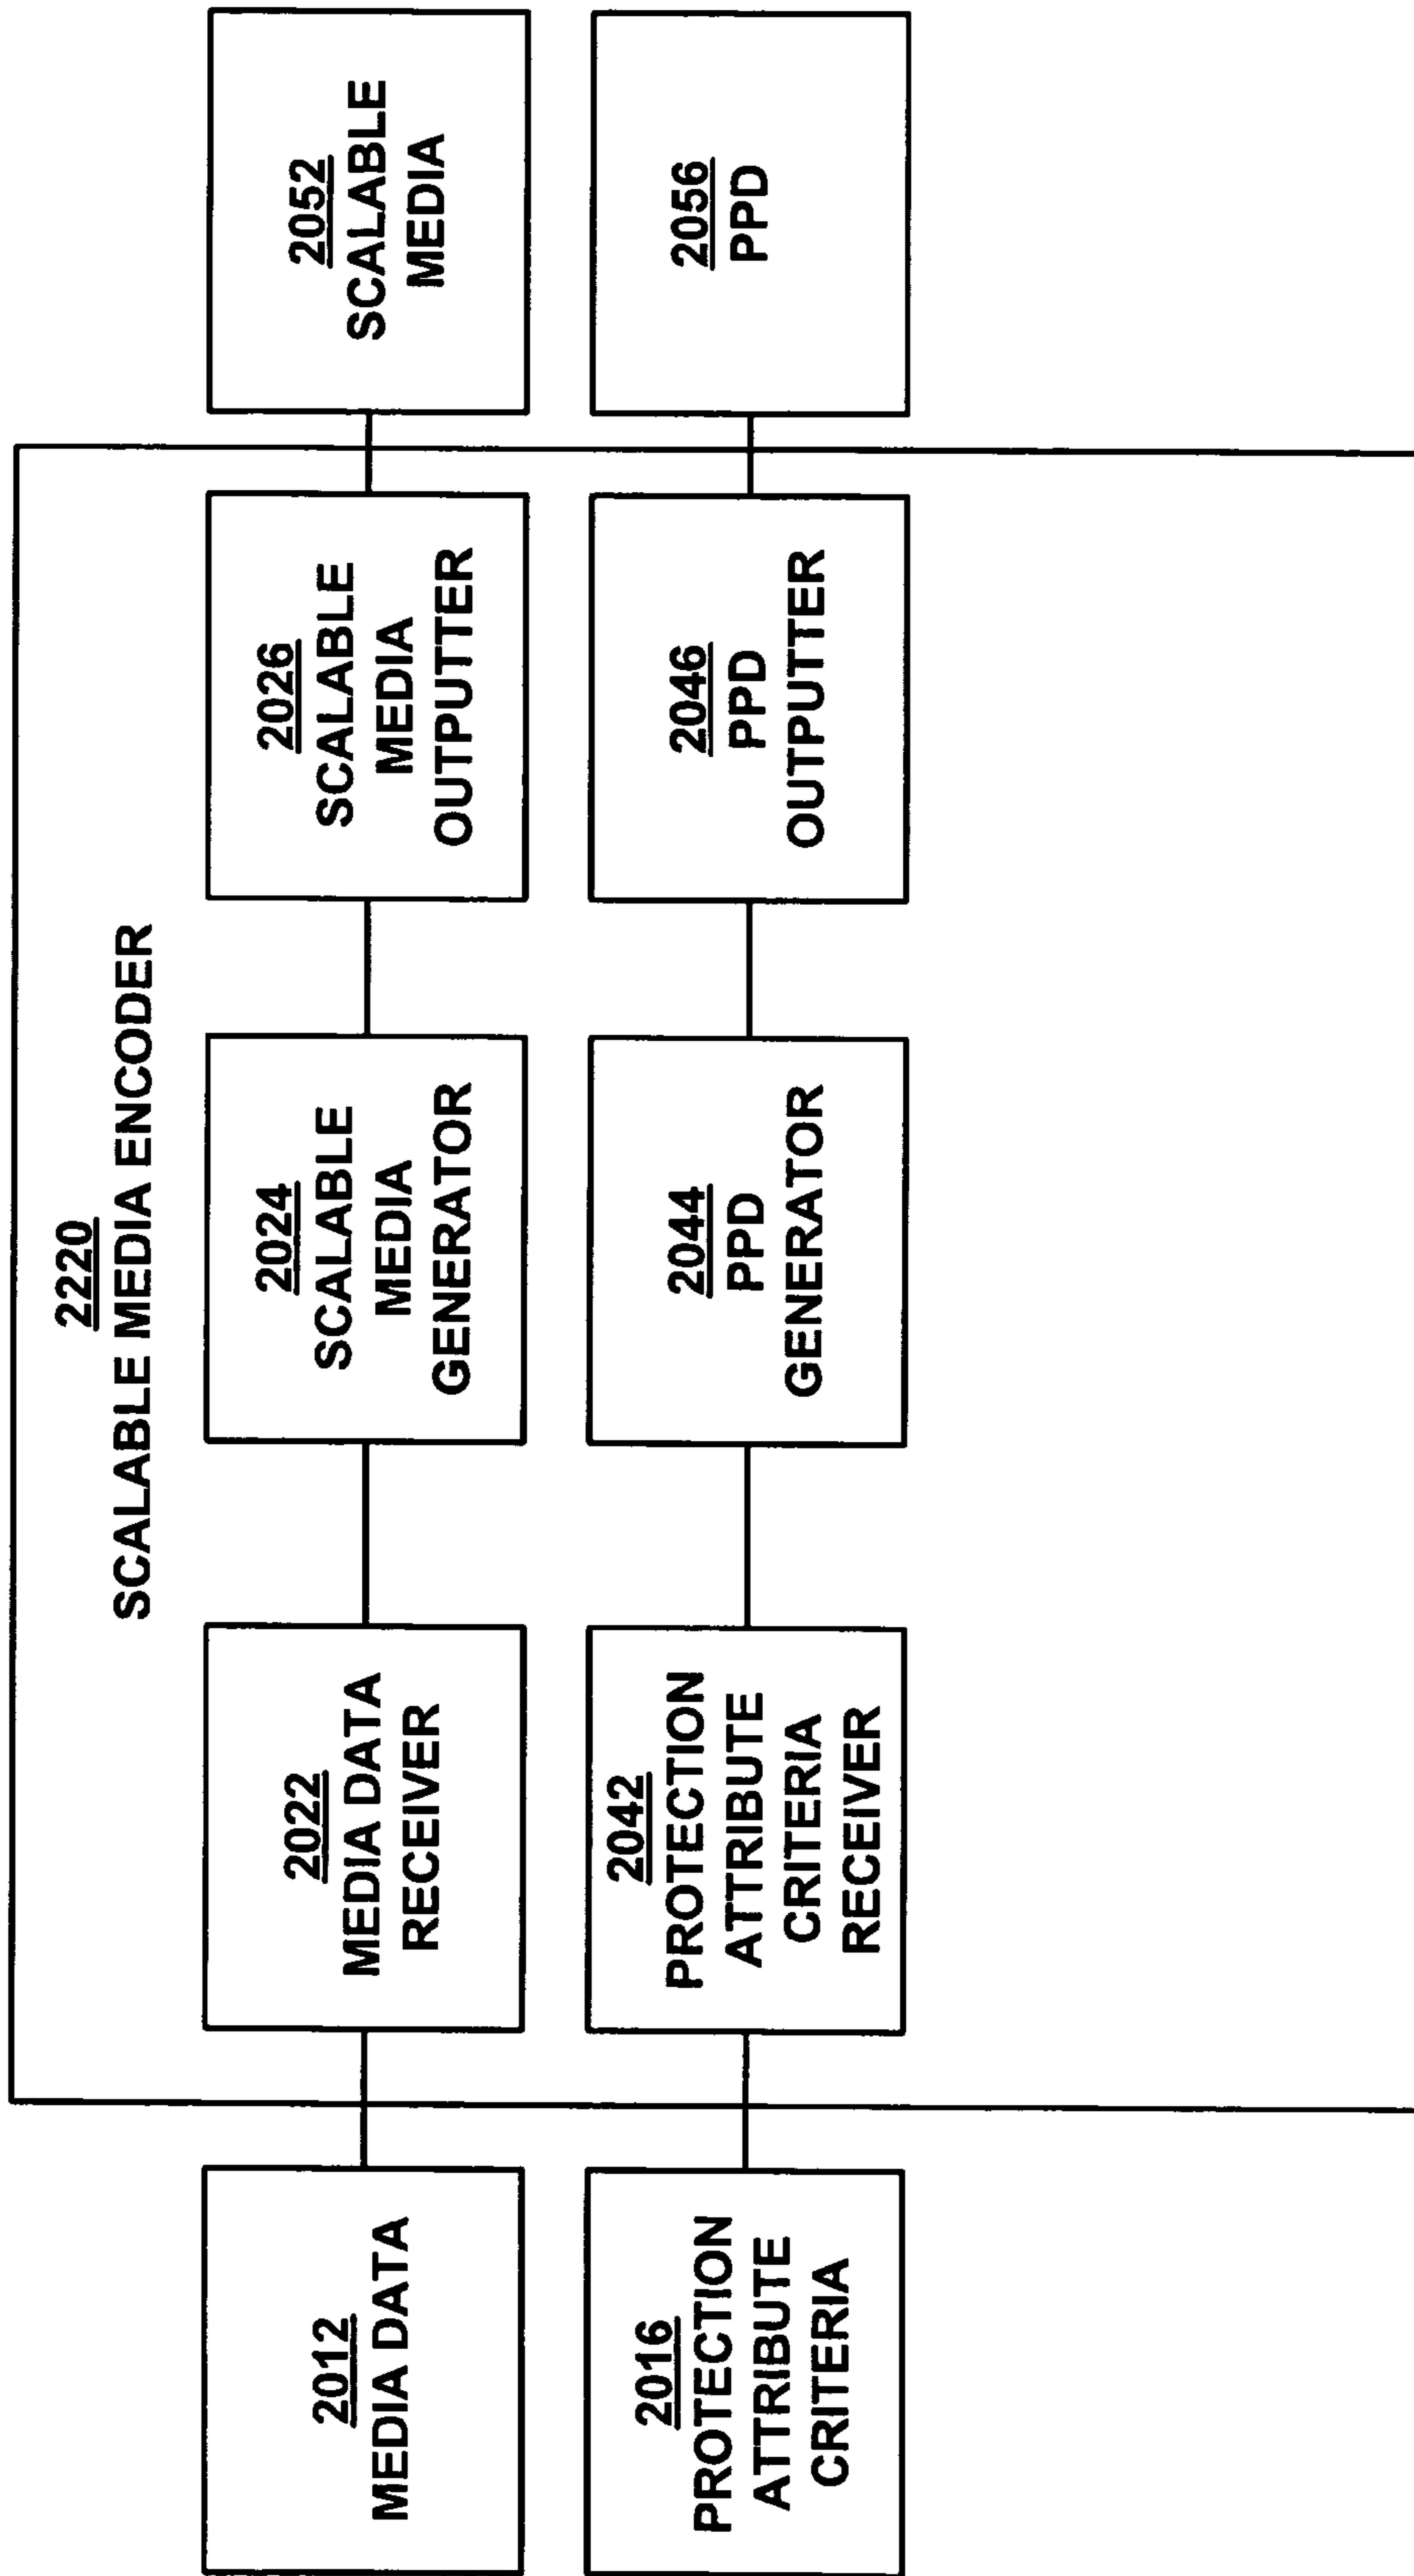 2220
SCALABLE MEDIA ENCODER
2012
MEDIA DATA
2022
MEDIA DATA
RECEIVER
2024
SCALABLE
MEDIA
GENERATOR
2026
SCALABLE
MEDIA
OUTPUTTER
2052
SCALABLE
MEDIA
2016
PROTECTION
ATTRIBUTE
CRITERIA
2042
PROTECTION
ATTRIBUTE
CRITERIA
RECEIVER
2044
PPD
GENERATOR
2046
PPD
OUTPUTTER
2056
PPD